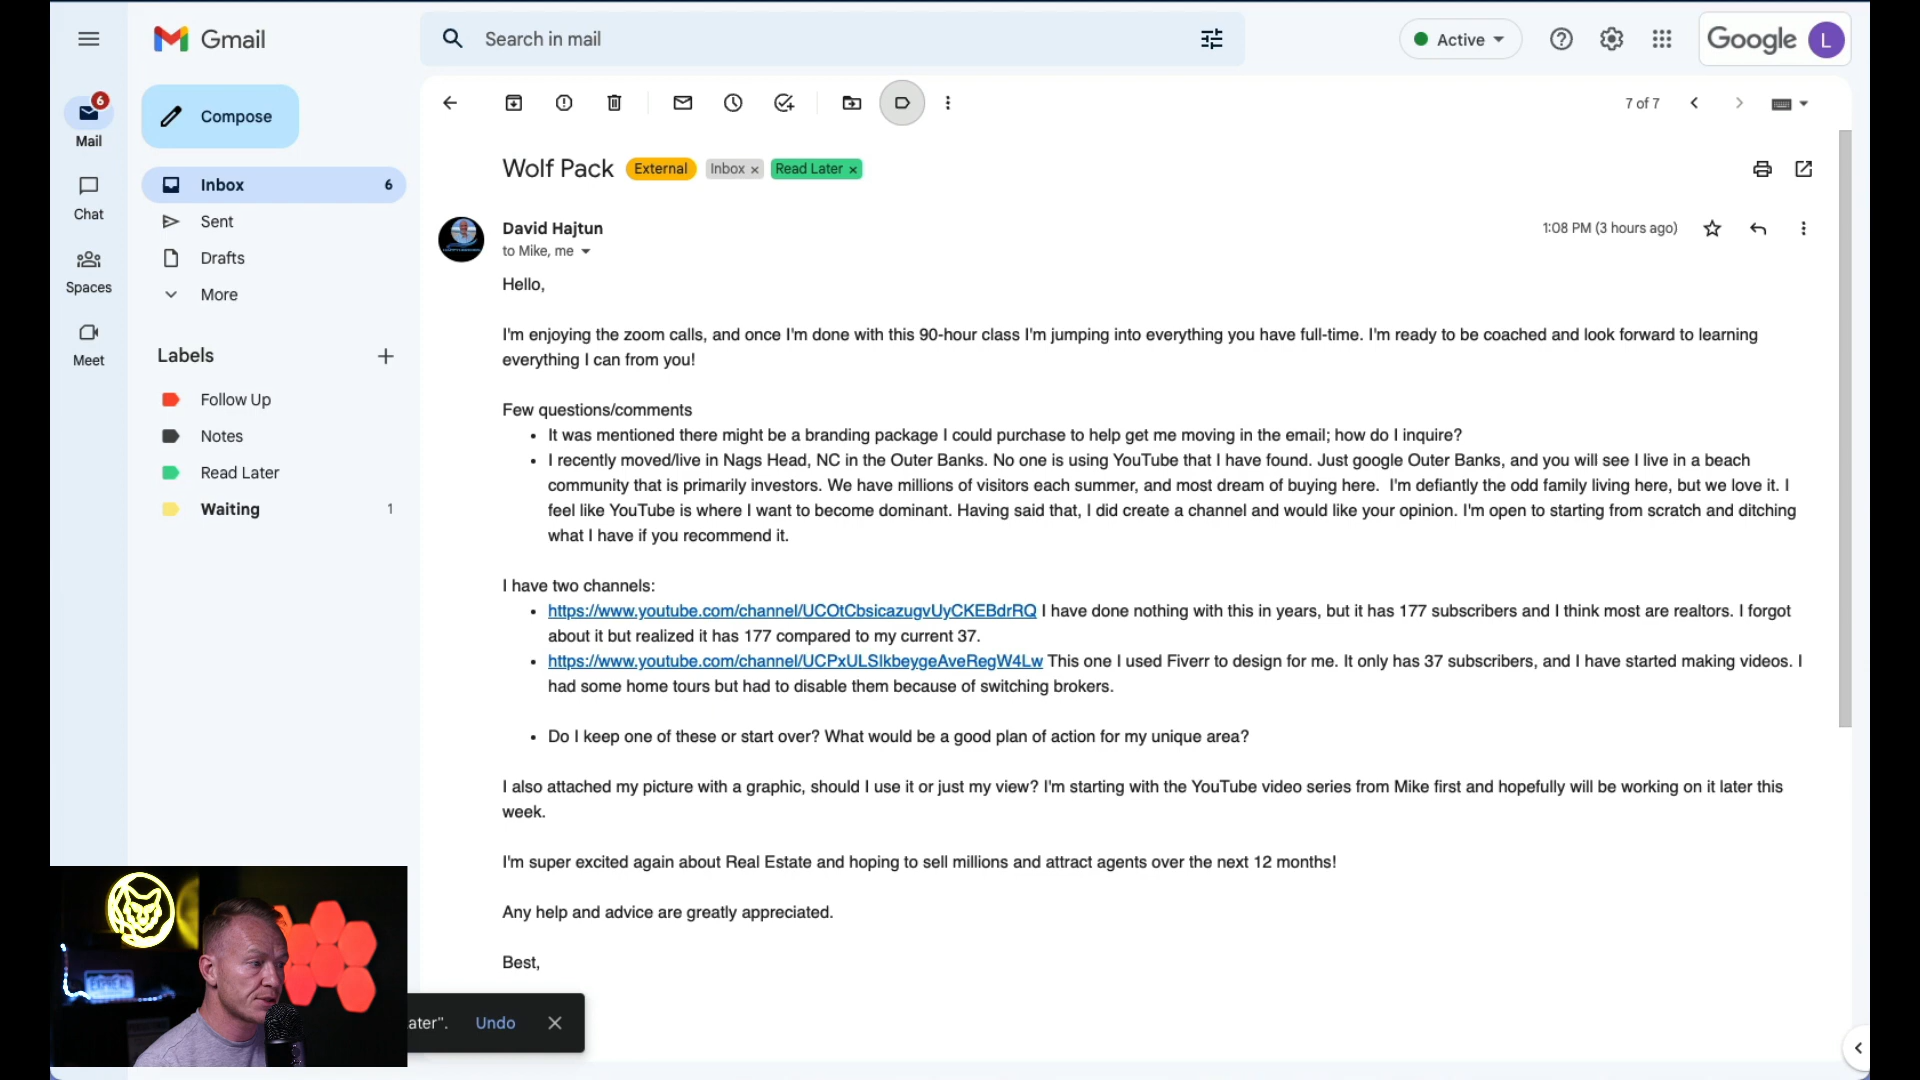 Gmail
Search in mail
Active
Google
L
6
Mail
Chat
Spaces
Meet
Compose
Inbox 6
Sent
Drafts
More
Labels
Follow Up
Notes
Read Later
Waiting 1
7 of 7
Wolf Pack External Inbox x Read Later x
David Hajtun
1:08 PM (3 hours ago)
to Mike, me
Hello,
I'm enjoying the zoom calls, and once I'm done with this 90-hour class I'm jumping into everything you have full-time. I'm ready to be coached and look forward to learning
everything I can from you!
Few questions/comments
• It was mentioned there might be a branding package I could purchase to help get me moving in the email; how do I inquire?
• I recently moved/live in Nags Head, NC in the Outer Banks. No one is using YouTube that I have found. Just google Outer Banks, and you will see I live in a beach
community that is primarily investors. We have millions of visitors each summer, and most dream of buying here. I'm defiantly the odd family living here, but we love it. I
feel like YouTube is where I want to become dominant. Having said that, I did create a channel and would like your opinion. I'm open to starting from scratch and ditching
what I have if you recommend it.
I have two channels:
• https://www.youtube.com/channel/UCOtCbsicazugvUyCKEBdrRQ I have done nothing with this in years, but it has 177 subscribers and I think most are realtors. I forgot
about it but realized it has 177 compared to my current 37.
• https://www.youtube.com/channel/UCPxULSlkbeygeAveRegW4Lw This one I used Fiverr to design for me. It only has 37 subscribers, and I have started making videos. I
had some home tours but had to disable them because of switching brokers.
• Do I keep one of these or start over? What would be a good plan of action for my unique area?
I also attached my picture with a graphic, should I use it or just my view? I'm starting with the YouTube video series from Mike first and hopefully will be working on it later this
week.
I'm super excited again about Real Estate and hoping to sell millions and attract agents over the next 12 months!
Any help and advice are greatly appreciated.
Best,
ater". Undo